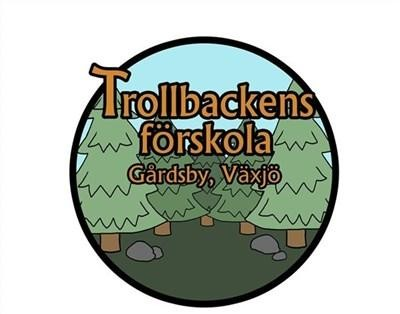 Trollbackens
förskola
Gårdsby, Växjö